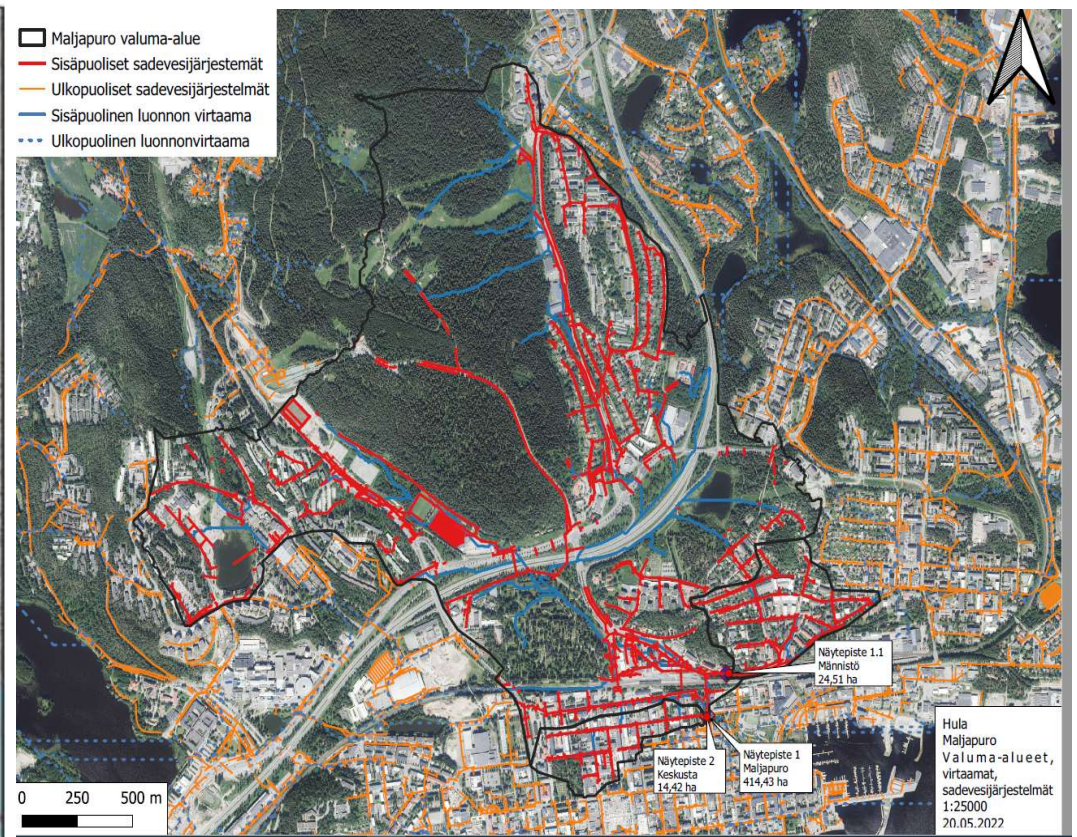 Maljapuro valuma-alue
Sisäpuoliset sadevesijärjestemät
Ulkopuoliset sadevesijärjestelmät
Sisäpuolinen luonnon virtaama
Ulkopuolinen luonnonvirtaama
Näytepiste 1.1
Männistö
24,51 ha
Näytepiste 2
Keskusta
14,42 ha
Näytepiste 1
Maljapuro
414,43 ha
0 250 500 m
Hula
Maljapuro
Valuma-alueet,
virtaamat,
sadevesijärjestelmät
1:25000
20.05.2022